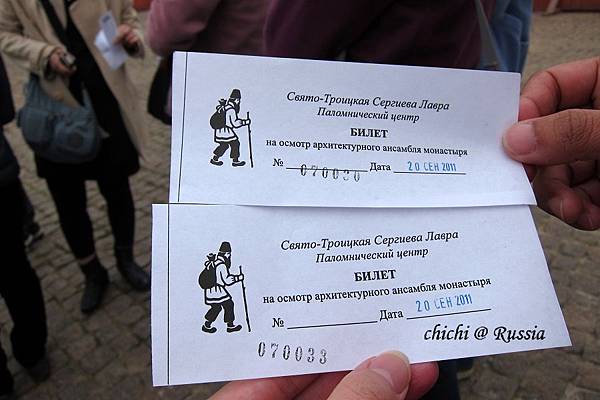 Свято-Троицкая Сергиева Лавра
Паломнический центр
БИЛЕТ
на осмотр архитектурного ансамбля монастыря
№ 070030 Дата 20 СЕН 2011
Свято-Троицкая Сергиева Лавра
Паломнический центр
БИЛЕТ
на осмотр архитектурного ансамбля монастыря
№ Дата 20 СЕН 2011
070033
chichi @ Russia